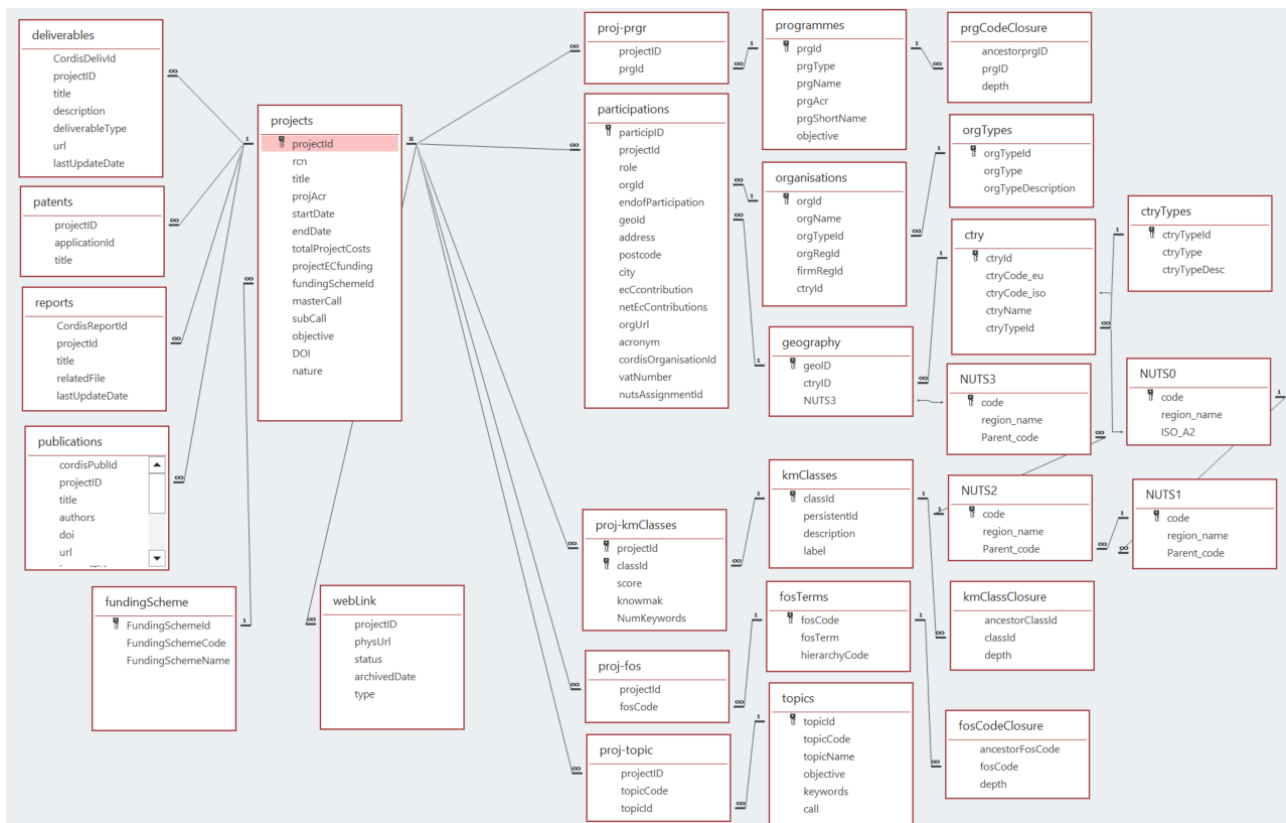 deliverables
CordisDelivId
projectID
title
description
deliverableType
url
lastUpdateDate
patents
projectID
applicationId
title
reports
CordisReportId
projectId
title
relatedFile
lastUpdateDate
publications
cordisPublId
projectID
title
authors
doi
url
fundingScheme
FundingSchemeId
FundingSchemeCode
FundingSchemeName
projects
projectId
rcn
title
projAcr
startDate
endDate
totalProjectCosts
projectECfunding
fundingSchemeId
masterCall
subCall
objective
DOI
nature
webLink
projectID
physUrl
status
archivedDate
type
proj-prgr
projectID
prgId
participations
participID
projectId
role
orgId
endofParticipation
geoId
address
postcode
city
ecCcontribution
netEcContributions
orgUrl
acronym
cordisOrganisationId
vatNumber
nutsAssignmentId
proj-kmClasses
projectId
classId
score
knowmak
NumKeywords
proj-fos
projectId
fosCode
proj-topic
projectID
topicCode
topicId
programmes
prgId
prgType
prgName
prgAcr
prgShortName
objective
organisations
orgId
orgName
orgTypeId
orgRegId
firmRegId
ctryId
geography
geoID
ctryID
NUTS3
kmClasses
classId
persistentId
description
label
fosTerms
fosCode
fosTerm
hierarchyCode
topics
topicId
topicCode
topicName
objective
keywords
call
prgCodeClosure
ancestorprgID
prgID
depth
orgTypes
orgTypeId
orgType
orgTypeDescription
ctry
ctryId
ctryCode_eu
ctryCode_iso
ctryName
ctryTypeId
ctryTypes
ctryTypeId
ctryType
ctryTypeDesc
NUTS3
code
region_name
Parent_code
NUTS0
code
region_name
ISO_A2
NUTS2
code
region_name
Parent_code
NUTS1
code
region_name
Parent_code
kmClassClosure
ancestorClassId
classId
depth
fosCodeClosure
ancestorFosCode
fosCode
depth